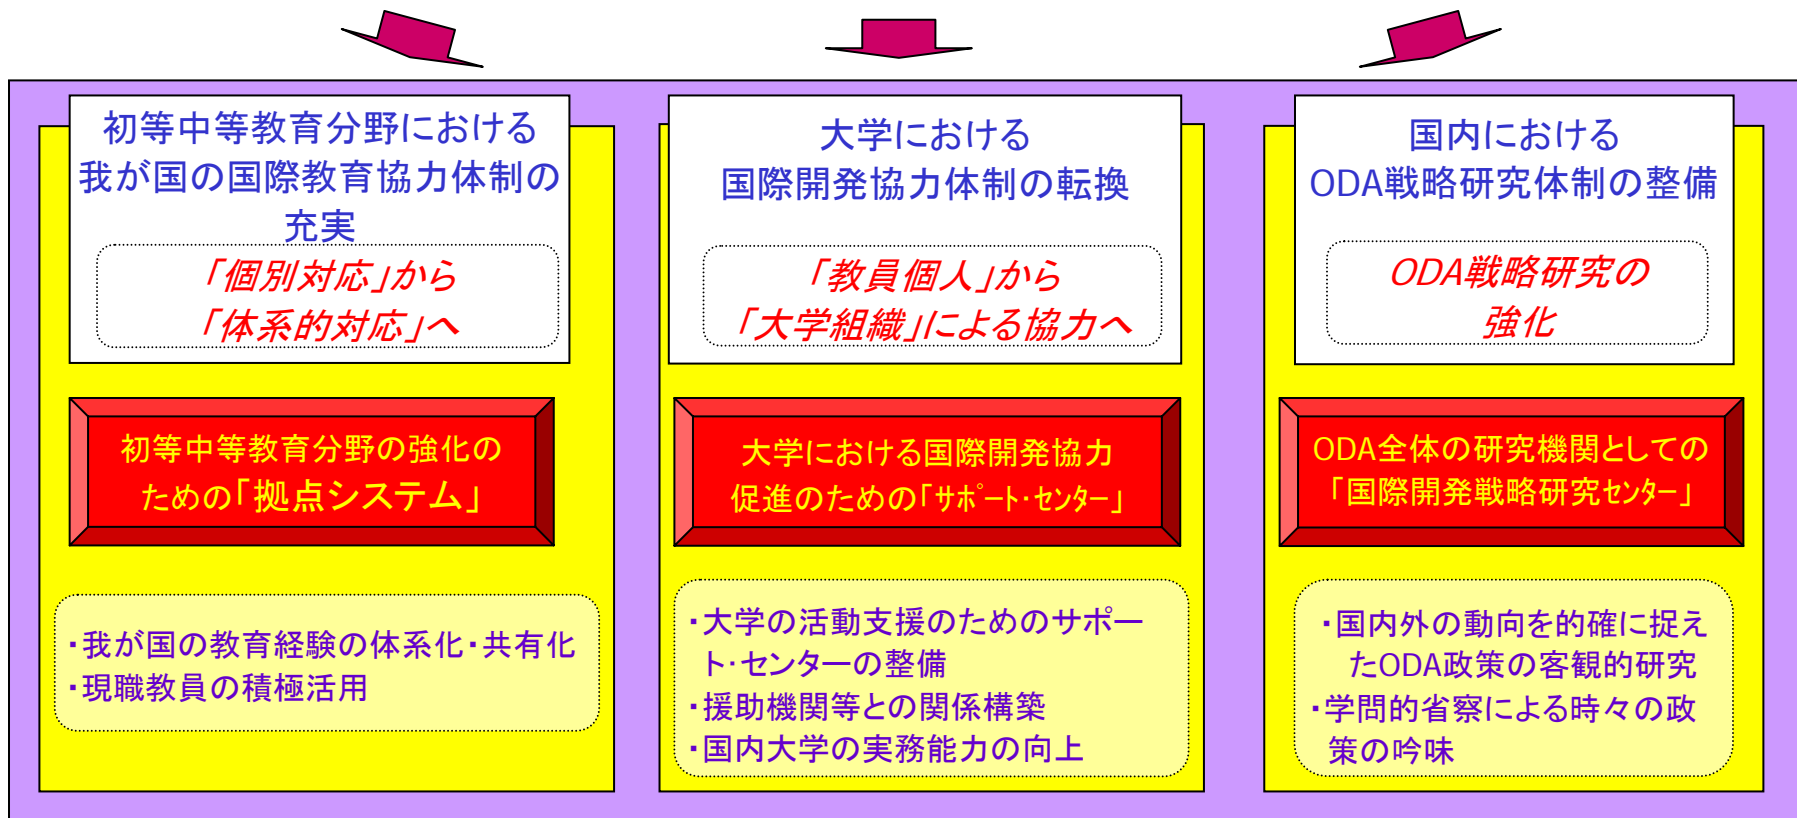 初等中等教育分野における
我が国の国際教育協力体制の
充実
「個別対応」から
「体系的対応」へ
初等中等教育分野の強化の
ための「拠点システム」
・我が国の教育経験の体系化・共有化
・現職教員の積極活用
大学における
国際開発協力体制の転換
「教員個人」から
「大学組織」による協力へ
大学における国際開発協力
促進のための「ｻﾎﾟｰﾄ・ｾﾝﾀｰ」
・大学の活動支援のためのサポー
ト・センターの整備
・援助機関等との関係構築
・国内大学の実務能力の向上
国内における
ODA戦略研究体制の整備
ODA戦略研究の
強化
ODA全体の研究機関としての
「国際開発戦略研究ｾﾝﾀｰ」
・国内外の動向を的確に捉え
たODA政策の客観的研究
・学問的省察による時々の政
策の吟味